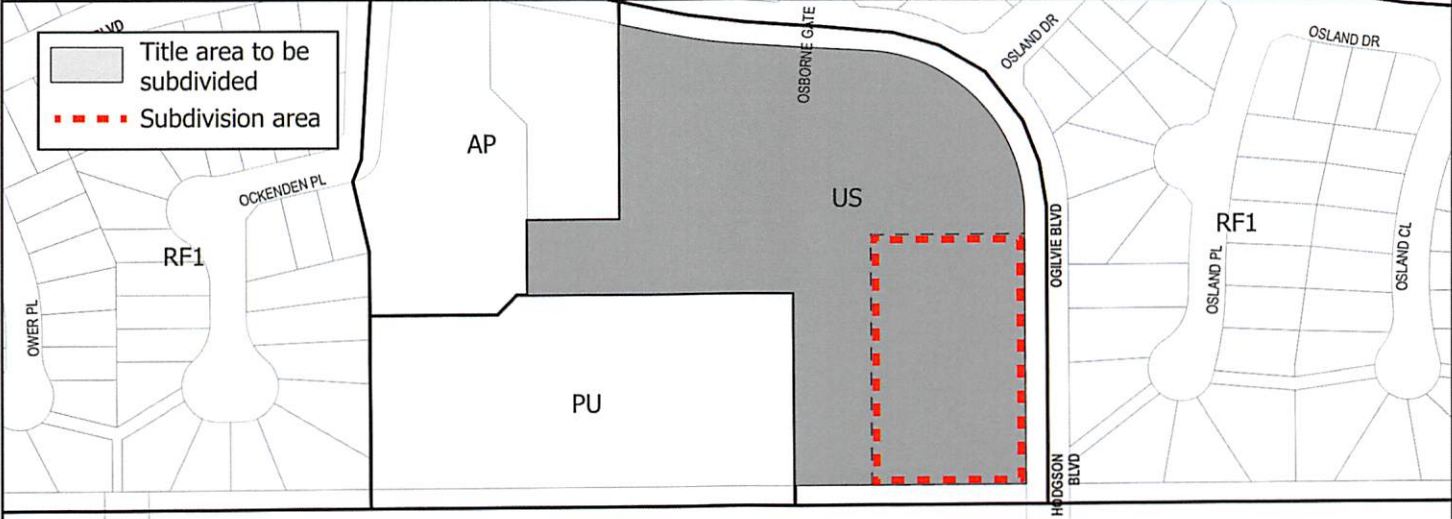 BLVD
Title area to be
subdivided
Subdivision area
OSBORNE GATE
OSLAND DR
OSLAND DR
AP
OCKENDEN PL
US
RF1
OGILVIE BLVD
RF1
OSLAND PL
OSLAND CL
OWER PL
PU
HODGSON
BLVD